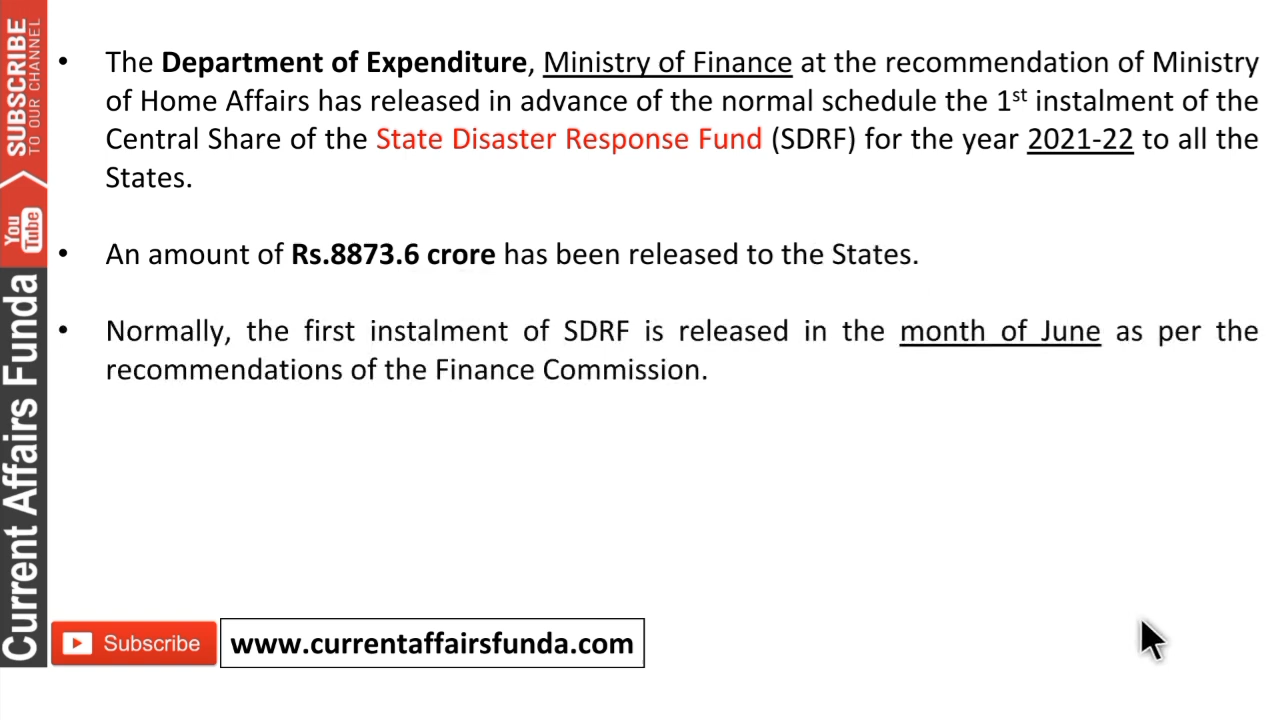 SUBSCRIBE
TO OUR CHANNEL
You
Tube
Current Affairs Funda
• The Department of Expenditure, Ministry of Finance at the recommendation of Ministry
of Home Affairs has released in advance of the normal schedule the 1st instalment of the
Central Share of the State Disaster Response Fund (SDRF) for the year 2021-22 to all the
States.
• An amount of Rs.8873.6 crore has been released to the States.
• Normally, the first instalment of SDRF is released in the month of June as per the
recommendations of the Finance Commission.
Subscribe
www.currentaffairsfunda.com